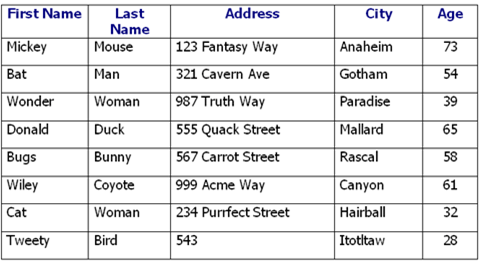 First Name Last Name Address City Age
Mickey Mouse 123 Fantasy Way Anaheim 73
Bat Man 321 Cavern Ave Gotham 54
Wonder Woman 987 Truth Way Paradise 39
Donald Duck 555 Quack Street Mallard 65
Bugs Bunny 567 Carrot Street Rascal 58
Wiley Coyote 999 Acme Way Canyon 61
Cat Woman 234 Purrfect Street Hairball 32
Tweety Bird 543 Itotltaw 28